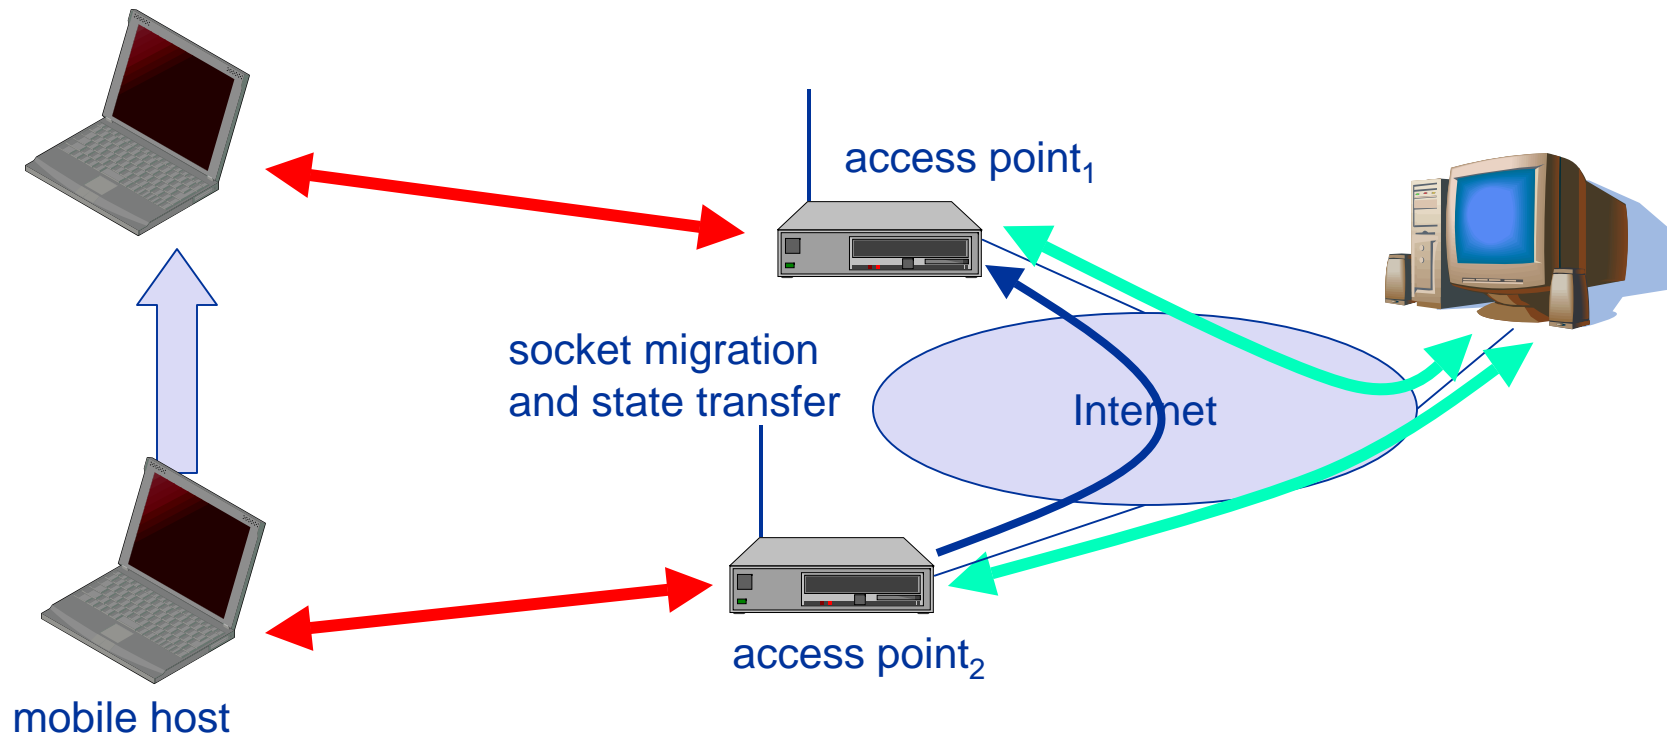 access point₁
socket migration
and state transfer
Internet
access point₂
mobile host